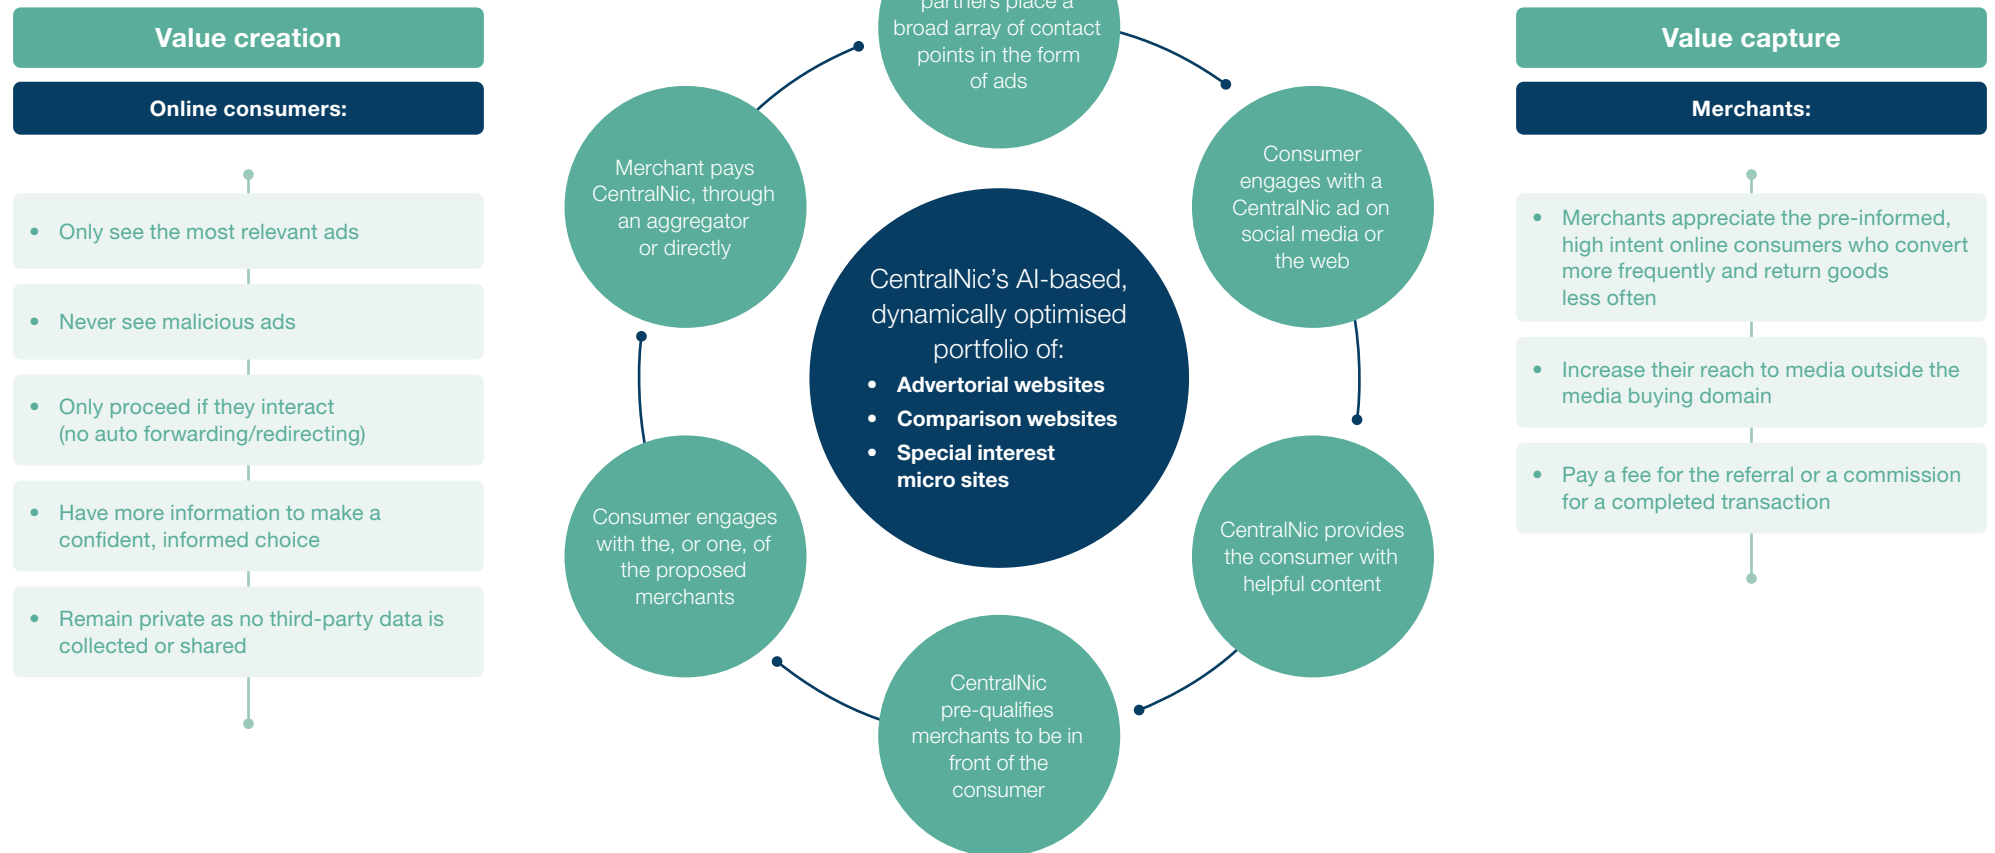 Value creation
Online consumers:
• Only see the most relevant ads
• Never see malicious ads
• Only proceed if they interact
(no auto forwarding/redirecting)
• Have more information to make a
confident, informed choice
• Remain private as no third-party data is
collected or shared
partners place a
broad array of contact
points in the form
of ads
Consumer
engages with a
CentralNic ad on
social media or
the web
CentralNic provides
the consumer with
helpful content
CentralNic
pre-qualifies
merchants to be in
front of the
consumer
Consumer engages
with the, or one, of
the proposed
merchants
Merchant pays
CentralNic, through
an aggregator
or directly
CentralNic’s AI-based,
dynamically optimised
portfolio of:
• Advertorial websites
• Comparison websites
• Special interest
micro sites
Value capture
Merchants:
• Merchants appreciate the pre-informed,
high intent online consumers who convert
more frequently and return goods
less often
• Increase their reach to media outside the
media buying domain
• Pay a fee for the referral or a commission
for a completed transaction